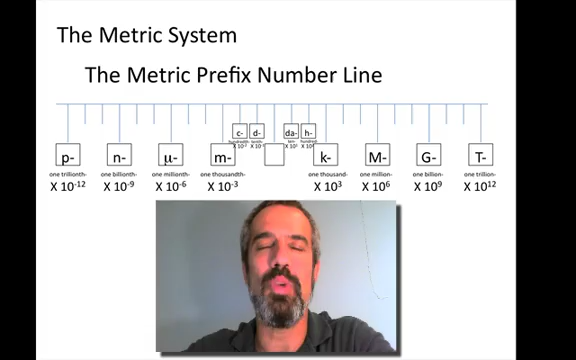 The Metric System
The Metric Prefix Number Line
c- d- da- h-
p- n- μ- m- k- M- G- T-
one trillionth- one billionth- one millionth- one thousandth- one thousand- one million- one billion- one trillion-
X 10-12 X 10-9 X 10-6 X 10-3 X 103 X 106 X 109 X 1012